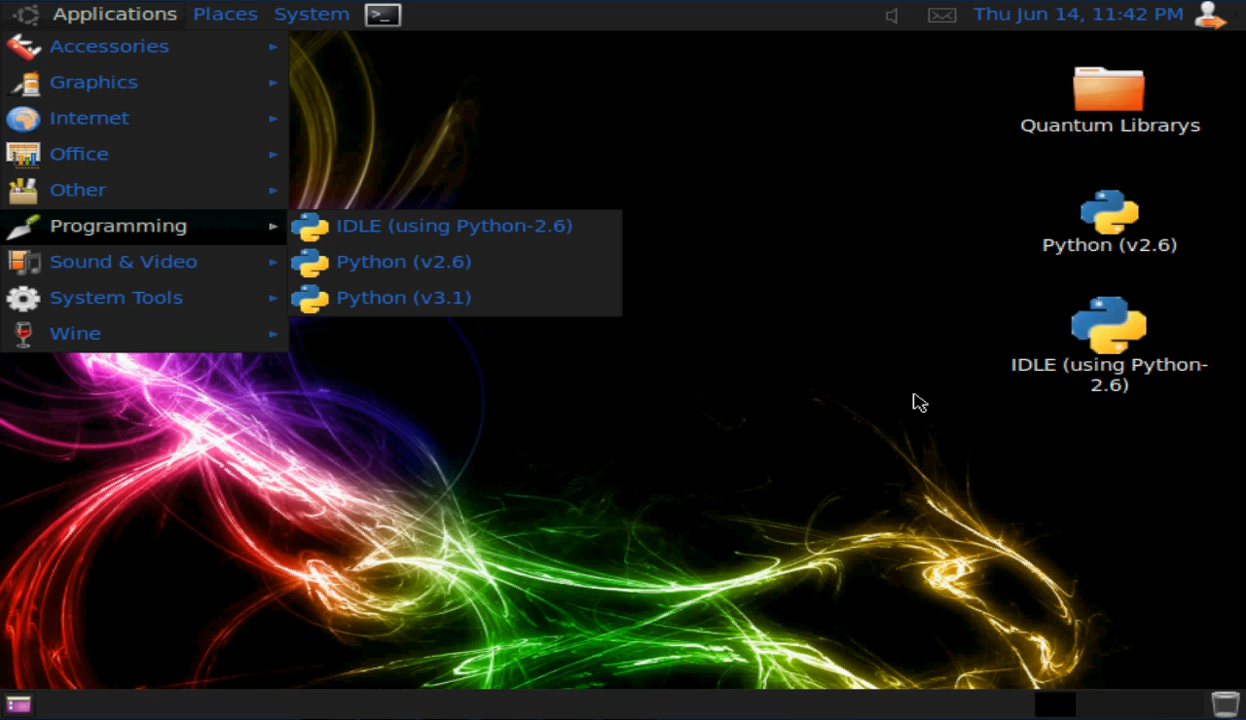 Applications Places System >_ Thu Jun 14, 11:42 PM
Accessories
Graphics
Internet
Office
Other
Programming
Sound & Video
System Tools
Wine
IDLE (using Python-2.6)
Python (v2.6)
Python (v3.1)
Quantum Librarys
Python (v2.6)
IDLE (using Python-
2.6)